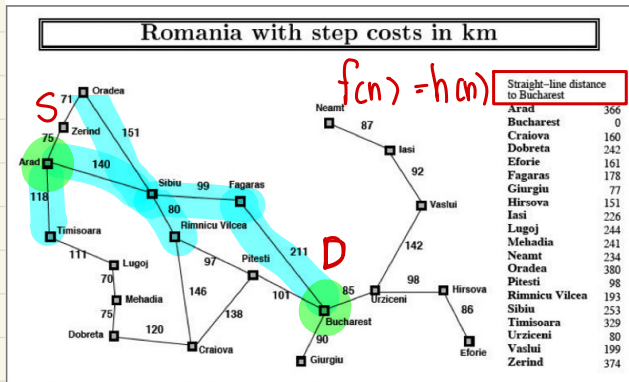 Romania with step costs in km
f(n) = h(n)
Straight-line distance
to Bucharest
Arad 366
Bucharest 0
Craiova 160
Dobreta 242
Eforie 161
Fagaras 178
Giurgiu 77
Hirsova 151
Iasi 226
Lugoj 244
Mehadia 241
Neamt 234
Oradea 380
Pitesti 98
Rimnicu Vilcea 193
Sibiu 253
Timisoara 329
Urziceni 80
Vaslui 199
Zerind 374
Oradea
71
S
Zerind
75
151
Arad
140
118
Sibiu
99
Fagaras
80
Rimnicu Vilcea
Timisoara
111
Lugoj
70
Mehadia
75
Dobreta
120
Craiova
146
97
Pitesti
138
101
211
D
Bucharest
90
Giurgiu
85
Urziceni
98
Hirsova
86
Eforie
142
Vaslui
92
Iasi
87
Neamt